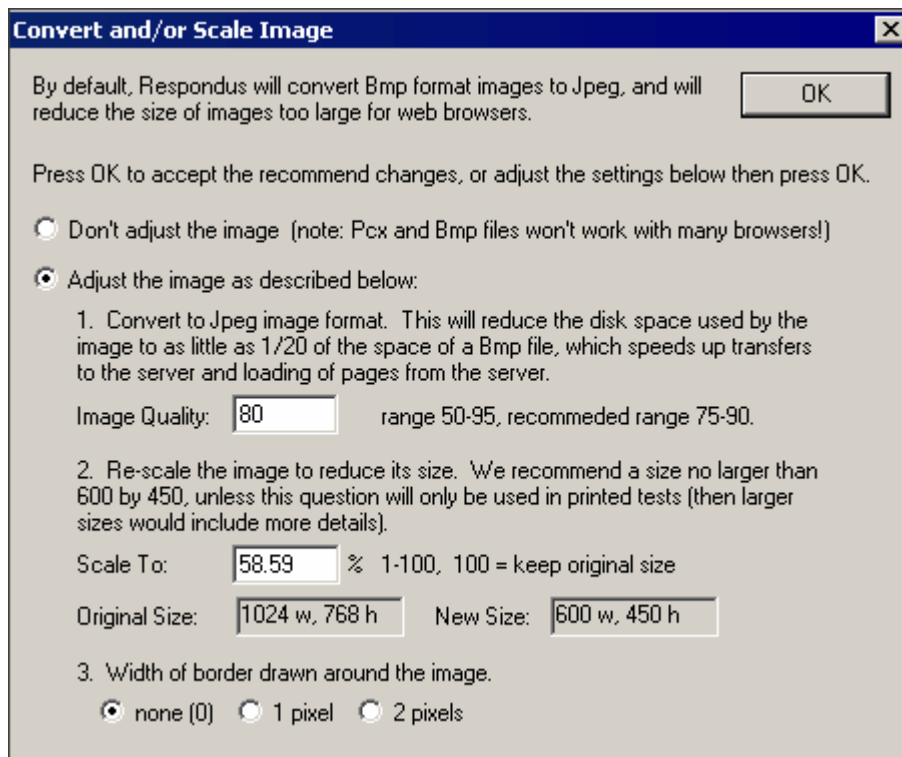 Convert and/or Scale Image
By default, Respondus will convert Bmp format images to Jpeg, and will
reduce the size of images too large for web browsers.
OK
Press OK to accept the recommend changes, or adjust the settings below then press OK.
Don't adjust the image (note: Pcx and Bmp files won't work with many browsers!)
Adjust the image as described below:
1. Convert to Jpeg image format. This will reduce the disk space used by the
image to as little as 1/20 of the space of a Bmp file, which speeds up transfers
to the server and loading of pages from the server.
Image Quality: 80 range 50-95, recommeded range 75-90.
2. Re-scale the image to reduce its size. We recommend a size no larger than
600 by 450, unless this question will only be used in printed tests (then larger
sizes would include more details).
Scale To: 58.59 % 1-100, 100 = keep original size
Original Size: 1024 w, 768 h New Size: 600 w, 450 h
3. Width of border drawn around the image.
none (0) 1 pixel 2 pixels